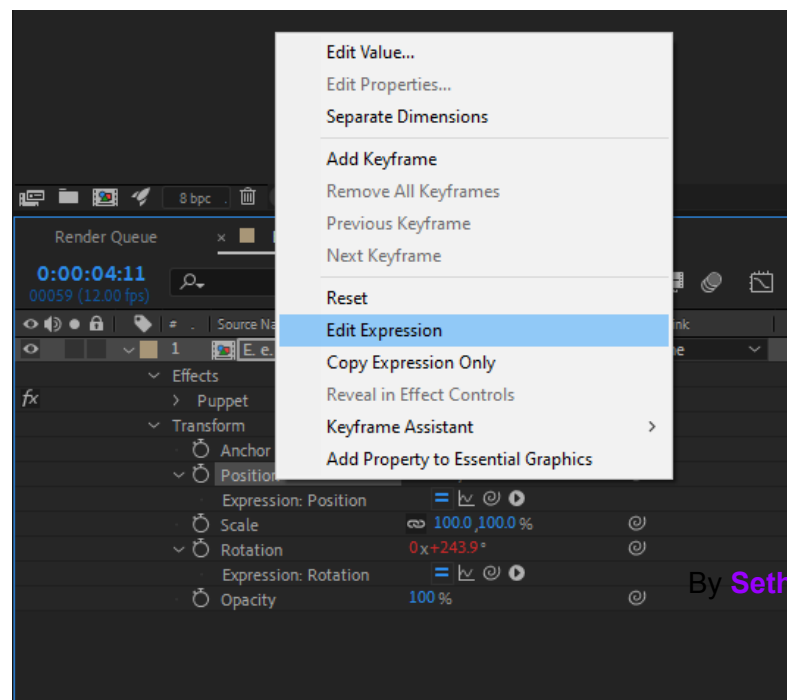 Edit Value...
Edit Properties...
Separate Dimensions
Add Keyframe
Remove All Keyframes
Previous Keyframe
Next Keyframe
Reset
Edit Expression
Copy Expression Only
Reveal in Effect Controls
Keyframe Assistant
Add Property to Essential Graphics
8 bpc
Render Queue
0:00:04:11
00059 (12.00 fps)
# . Source Na
ink
1 E. e.
Effects
fx Puppet
Transform
Anchor
Position
Expression: Position
Scale 100.0,100.0 %
Rotation 0x+243.9°
Expression: Rotation
Opacity 100 %
By Seth